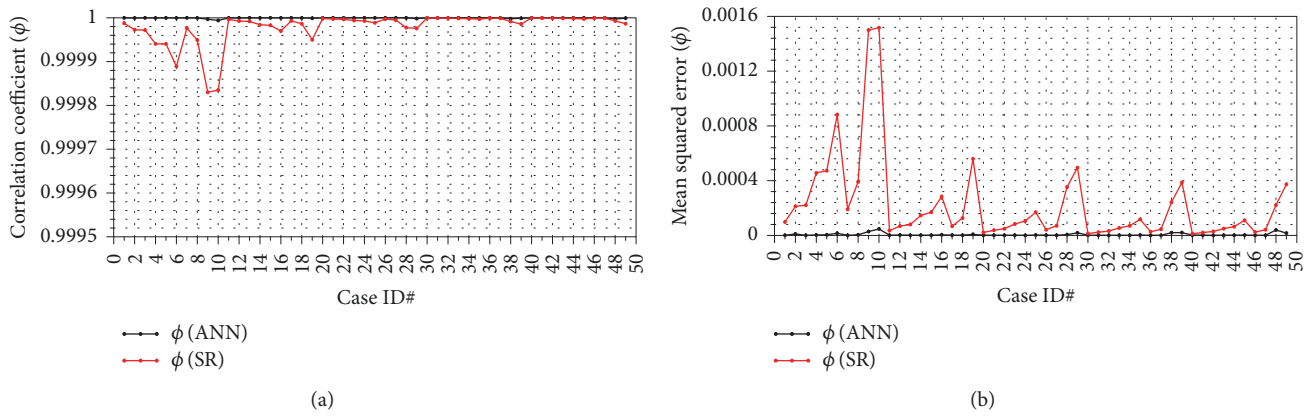 Correlation coefficient (ϕ)
1
0.9999
0.9998
0.9997
0.9996
0.9995
0 2 4 6 8 10 12 14 16 18 20 22 24 26 28 30 32 34 36 38 40 42 44 46 48 50
Case ID#
ϕ (ANN)
ϕ (SR)
(a)
Mean squared error (ϕ)
0.0016
0.0012
0.0008
0.0004
0
0 2 4 6 8 10 12 14 16 18 20 22 24 26 28 30 32 34 36 38 40 42 44 46 48 50
Case ID#
ϕ (ANN)
ϕ (SR)
(b)